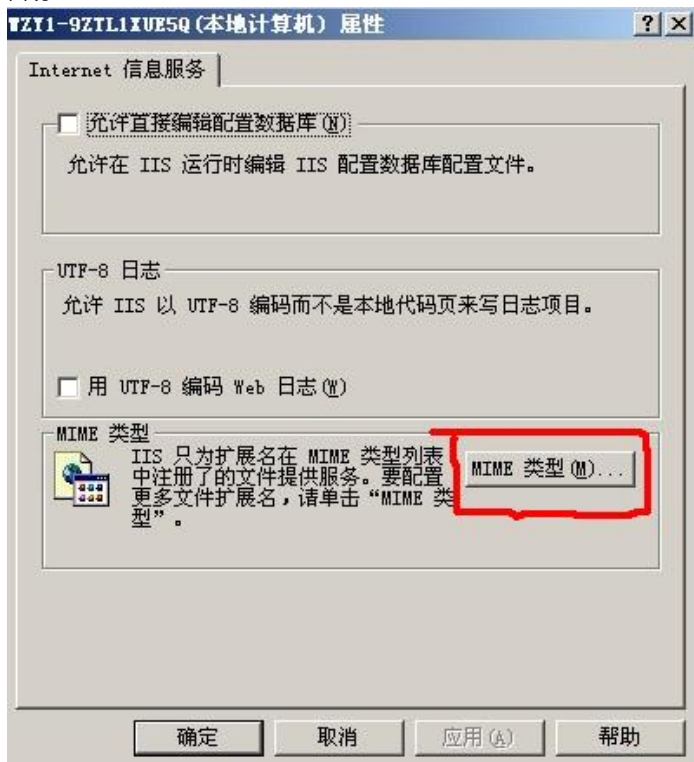 WZY1-9ZTL1XUE5Q(本地计算机) 属性
Internet 信息服务
允许直接编辑配置数据库(N)
允许在 IIS 运行时编辑 IIS 配置数据库配置文件。
UTF-8 日志
允许 IIS 以 UTF-8 编码而不是本地代码页来写日志项目。
用 UTF-8 编码 Web 日志(W)
MIME 类型
IIS 只为扩展名在 MIME 类型列表
中注册了的文件提供服务。要配置
更多文件扩展名，请单击“MIME 类
型”。
MIME 类型(M)...
确定
取消
应用(A)
帮助